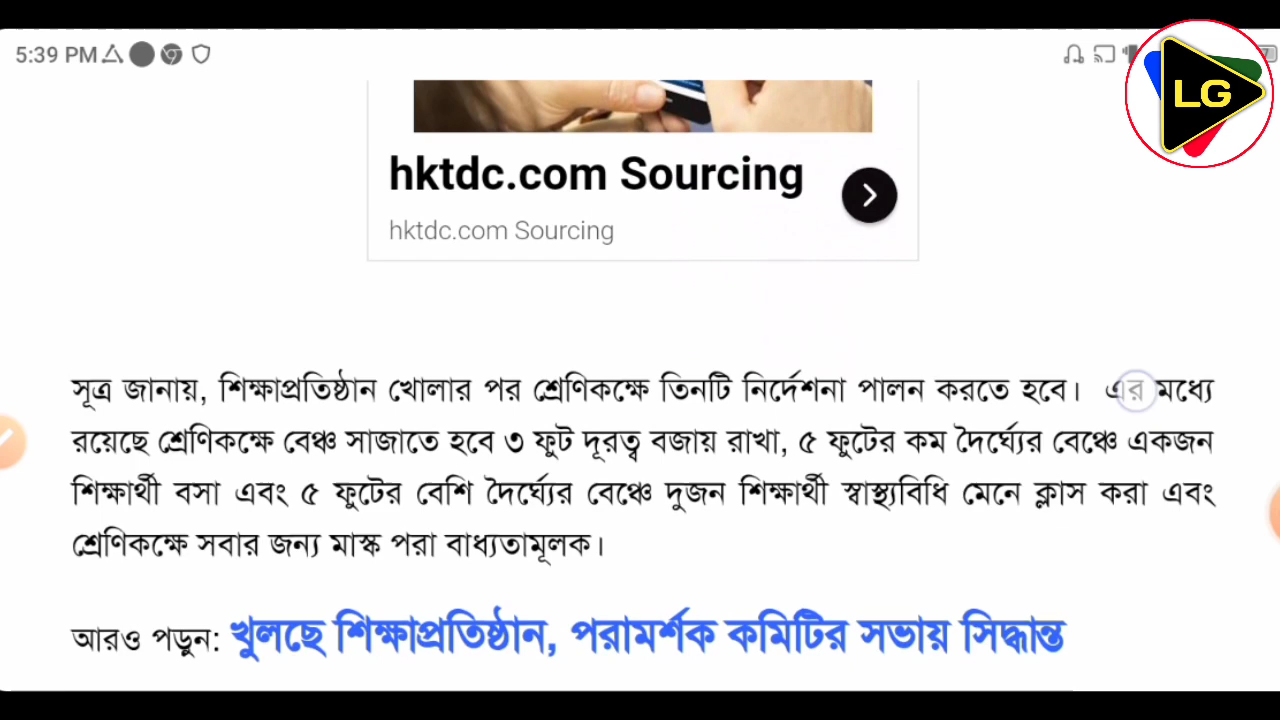 5:39 PM
LG
hktdc.com Sourcing
hktdc.com Sourcing
সূত্র জানায়, শিক্ষাপ্রতিষ্ঠান খোলার পর শ্রেণিকক্ষে তিনটি নির্দেশনা পালন করতে হবে। এর মধ্যে
রয়েছে শ্রেণিকক্ষে বেঞ্চ সাজাতে হবে ৩ ফুট দূরত্ব বজায় রাখা, ৫ ফুটের কম দৈর্ঘ্যের বেঞ্চে একজন
শিক্ষার্থী বসা এবং ৫ ফুটের বেশি দৈর্ঘ্যের বেঞ্চে দুজন শিক্ষার্থী স্বাস্থ্যবিধি মেনে ক্লাস করা এবং
শ্রেণিকক্ষে সবার জন্য মাস্ক পরা বাধ্যতামূলক।
আরও পড়ুন: খুলছে শিক্ষাপ্রতিষ্ঠান, পরামর্শক কমিটির সভায় সিদ্ধান্ত